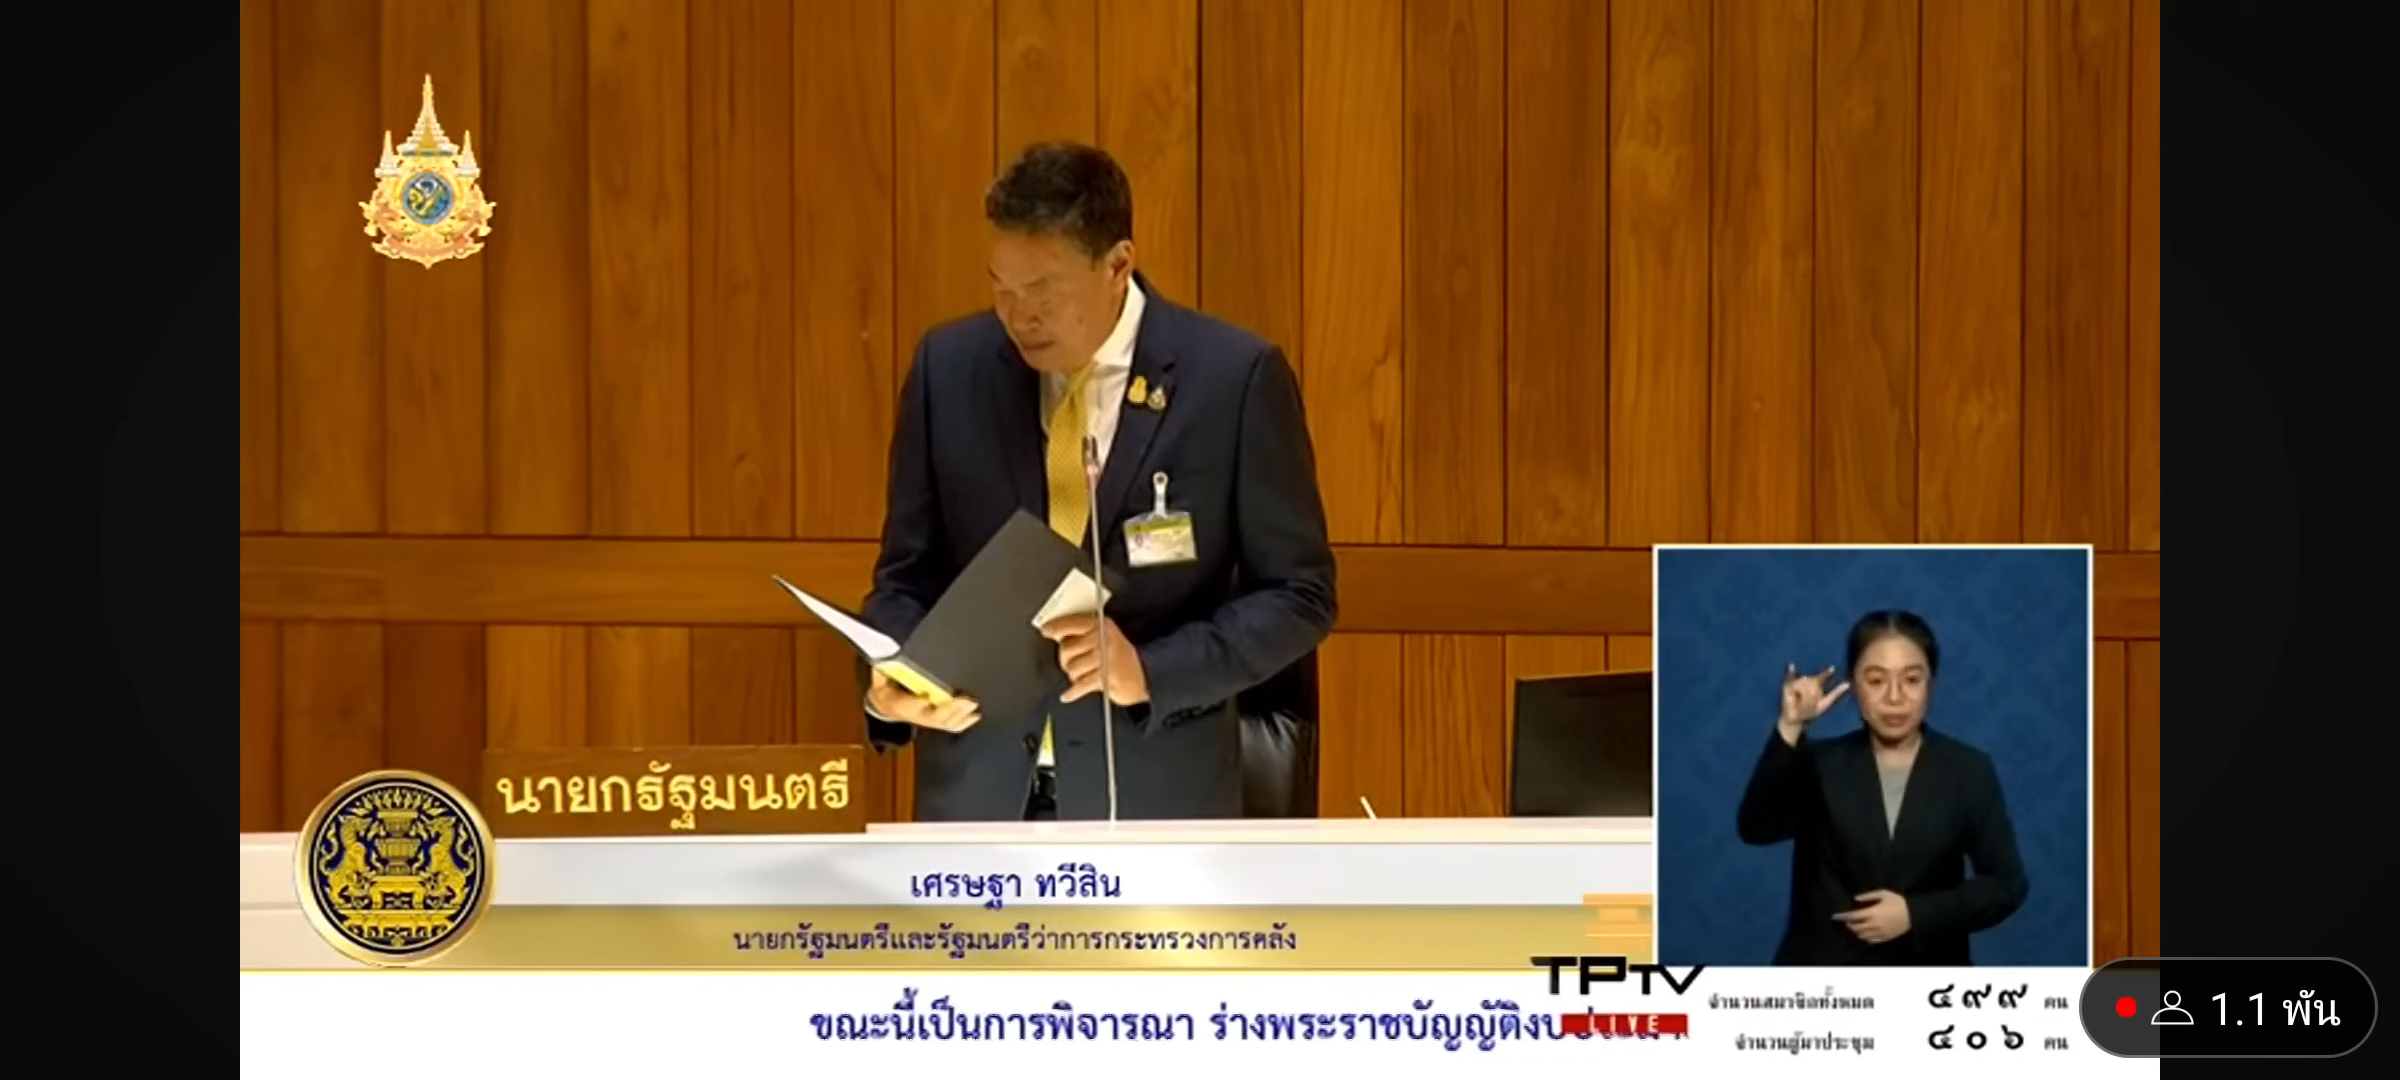 นายกรัฐมนตรี
เศรษฐา ทวีสิน
นายกรัฐมนตรีและรัฐมนตรีว่าการกระทรวงการคลัง
TPTV
LIVE
ขณะนี้เป็นการพิจารณา ร่างพระราชบัญญัติ
จำนวนสมาชิกทั้งหมด ๔๙๙ คน
จำนวนผู้มาประชุม ๔๐๖ คน
1.1 พัน